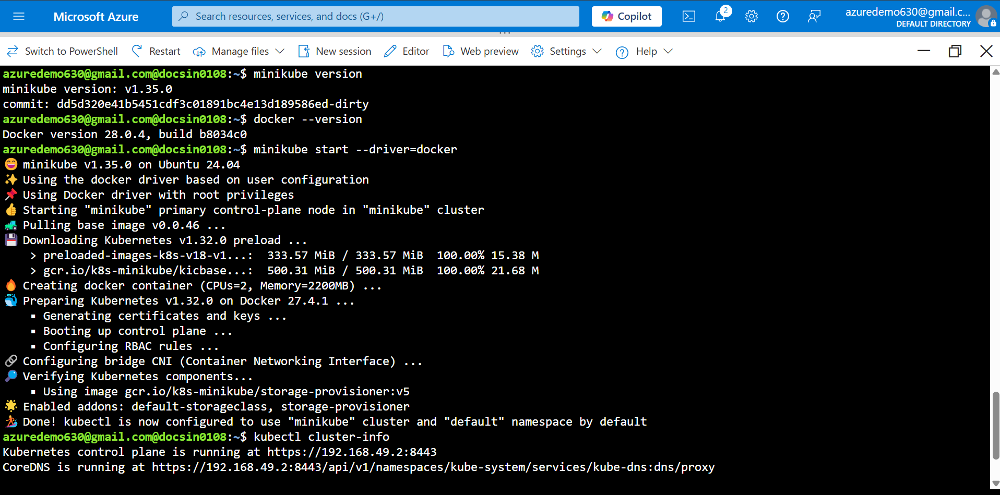 Microsoft Azure
Search resources, services, and docs (G+/)
Copilot
2
azuredemo630@gmail.c...
DEFAULT DIRECTORY
Switch to PowerShell
Restart
Manage files
New session
Editor
Web preview
Settings
Help
azuredemo630@gmail.com@docsin0108:~$ minikube version
minikube version: v1.35.0
commit: dd5d320e41b5451cdf3c01891bc4e13d189586ed-dirty
azuredemo630@gmail.com@docsin0108:~$ docker --version
Docker version 28.0.4, build b8034c0
azuredemo630@gmail.com@docsin0108:~$ minikube start --driver=docker
😄 minikube v1.35.0 on Ubuntu 24.04
✨ Using the docker driver based on user configuration
📌 Using Docker driver with root privileges
👍 Starting "minikube" primary control-plane node in "minikube" cluster
🚜 Pulling base image v0.0.46 ...
💾 Downloading Kubernetes v1.32.0 preload ...
    > preloaded-images-k8s-v18-v1...:  333.57 MiB / 333.57 MiB  100.00% 15.38 M
    > gcr.io/k8s-minikube/kicbase...:  500.31 MiB / 500.31 MiB  100.00% 21.68 M
🔥 Creating docker container (CPUs=2, Memory=2200MB) ...
🐳 Preparing Kubernetes v1.32.0 on Docker 27.4.1 ...
    ▪ Generating certificates and keys ...
    ▪ Booting up control plane ...
    ▪ Configuring RBAC rules ...
🔗 Configuring bridge CNI (Container Networking Interface) ...
🔎 Verifying Kubernetes components...
    ▪ Using image gcr.io/k8s-minikube/storage-provisioner:v5
🌟 Enabled addons: default-storageclass, storage-provisioner
🏄 Done! kubectl is now configured to use "minikube" cluster and "default" namespace by default
azuredemo630@gmail.com@docsin0108:~$ kubectl cluster-info
Kubernetes control plane is running at https://192.168.49.2:8443
CoreDNS is running at https://192.168.49.2:8443/api/v1/namespaces/kube-system/services/kube-dns:dns/proxy